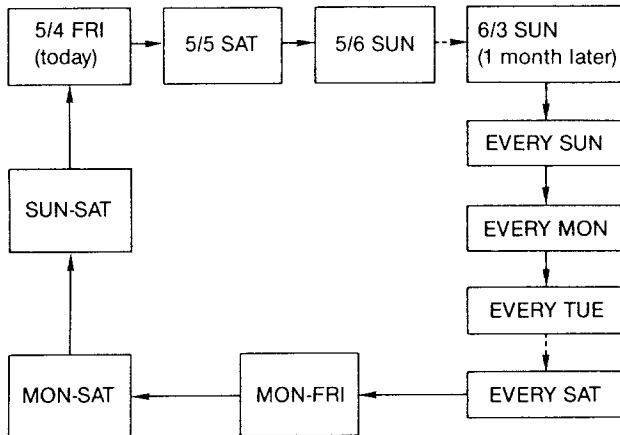 5/4 FRI
(today)
5/5 SAT
5/6 SUN
6/3 SUN
(1 month later)
EVERY SUN
EVERY MON
EVERY TUE
EVERY SAT
MON-FRI
MON-SAT
SUN-SAT